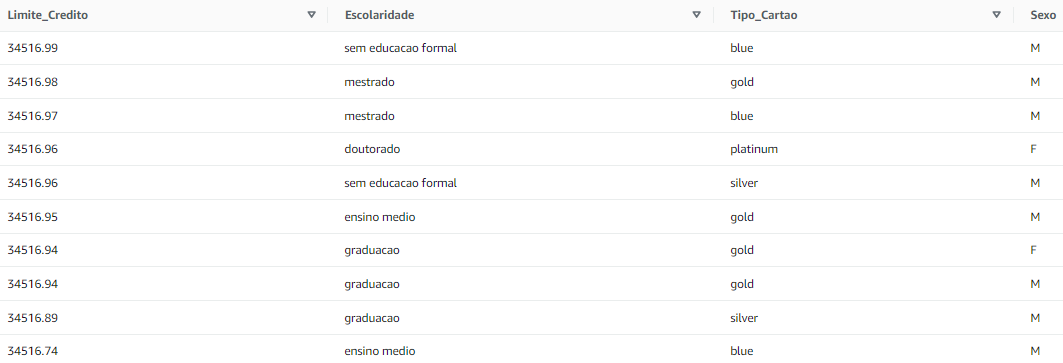 Limite_Credito Escolaridade Tipo_Cartao Sexo
34516.99 sem educacao formal blue M
34516.98 mestrado gold M
34516.97 mestrado blue M
34516.96 doutorado platinum F
34516.96 sem educacao formal silver M
34516.95 ensino medio gold M
34516.94 graduacao gold F
34516.94 graduacao gold M
34516.89 graduacao silver M
34516.74 ensino medio blue M